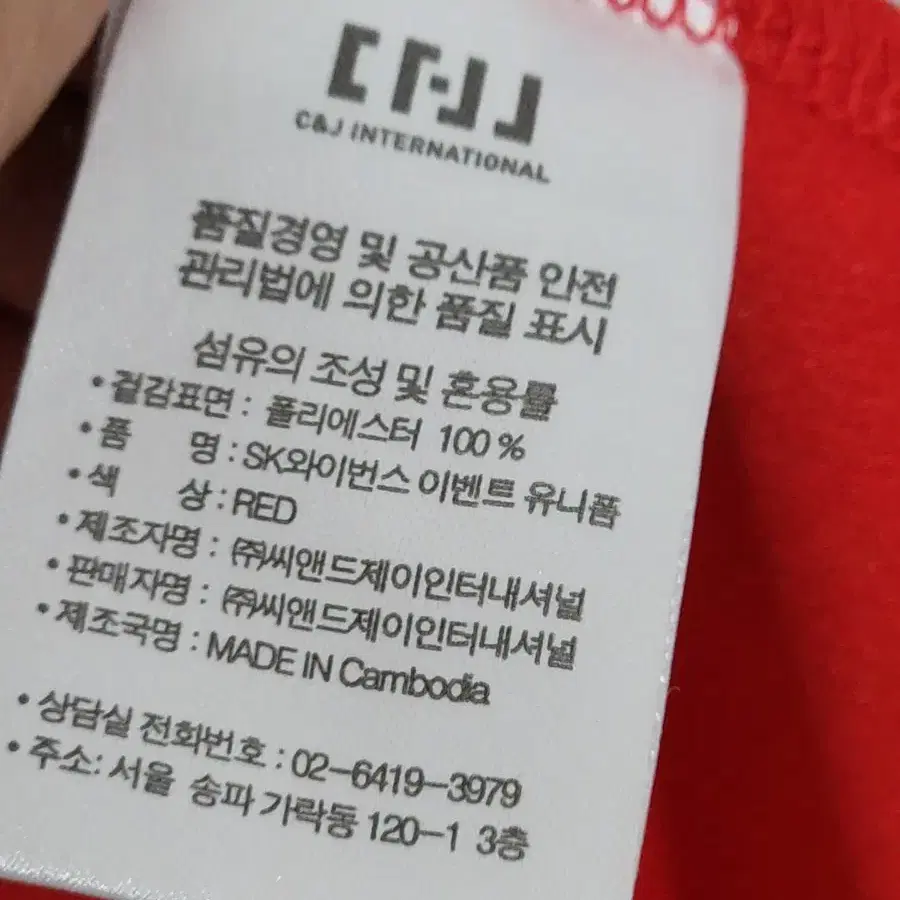 C&J
C&J INTERNATIONAL
품질경영 및 공산품 안전
관리법에 의한 품질 표시
섬유의 조성 및 혼용률
• 겉감표면 : 폴리에스터 100 %
• 품 명 : SK와이번스 이벤트 유니폼
• 색 상 : RED
• 제조자명 : ㈜씨앤드제이인터내셔널
• 판매자명 : ㈜씨앤드제이인터내셔널
• 제조국명 : MADE IN Cambodia
• 상담실 전화번호 : 02-6419-3979
• 주소: 서울 송파 가락동 120-1 3층